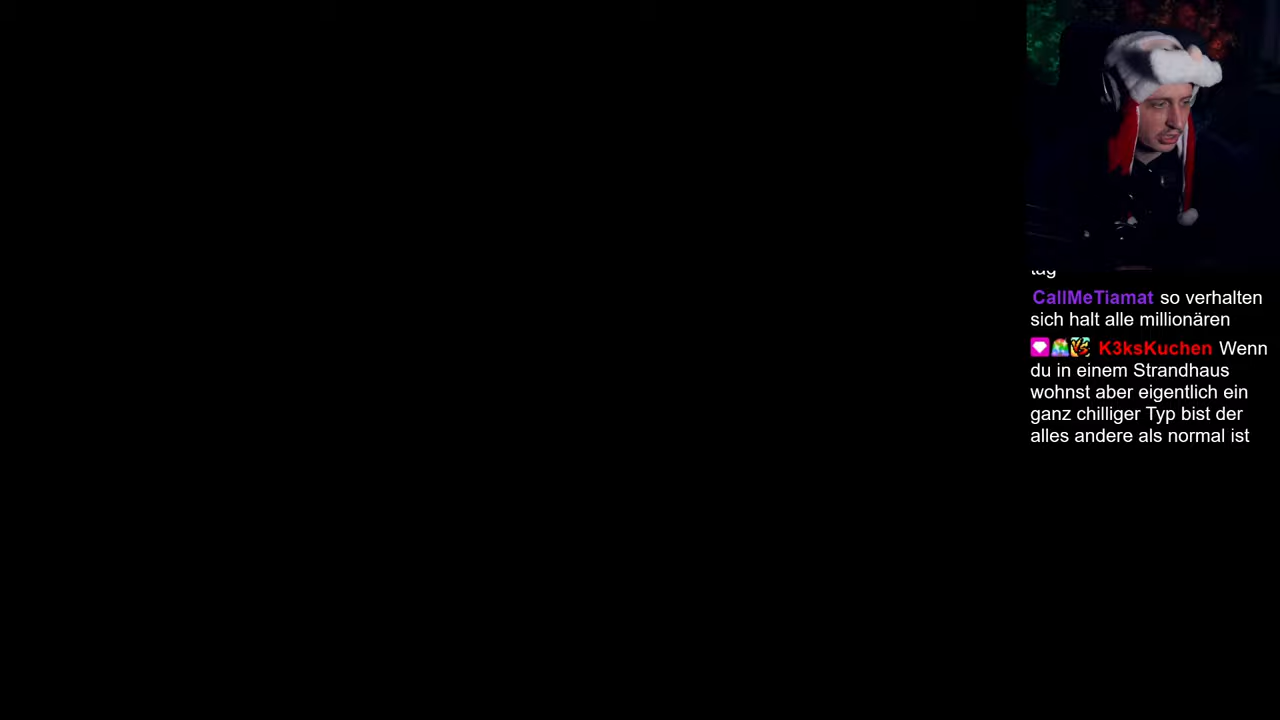 tag
CallMeTiamat so verhalten
sich halt alle millionären
K3ksKuchen Wenn
du in einem Strandhaus
wohnst aber eigentlich ein
ganz chilliger Typ bist der
alles andere als normal ist